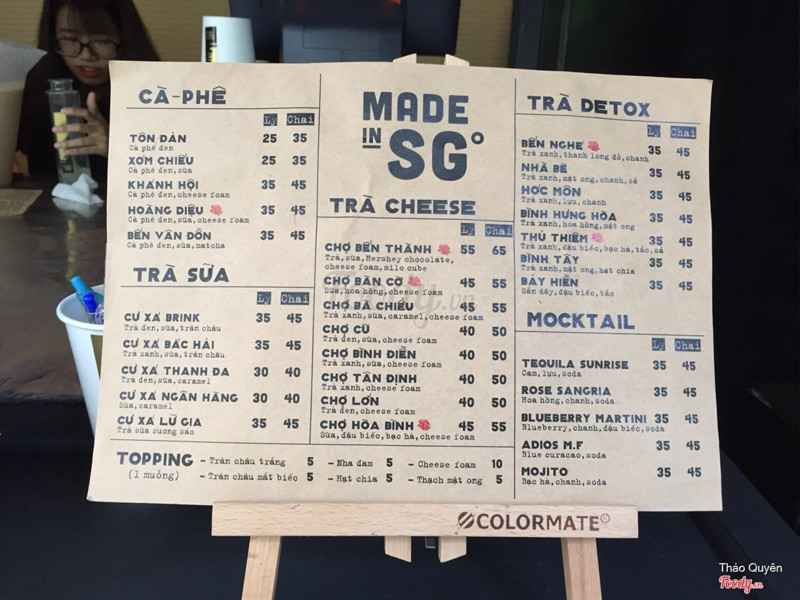 CÀ-PHÊ
Ly Chai
TÔN ĐẢN 25 35
Cà phê đen
XÓM CHIẾU 25 35
Cà phê đen, sữa
KHÁNH HỘI 35 45
Cà phê đen, cheese foam
HOÀNG DIỆU 35 45
Cà phê đen, sữa, cheese foam
BẾN VÂN ĐỒN 35 45
Cà phê đen, sữa, matcha
TRÀ SỮA
Ly Chai
CƯ XÁ BRINK 35 45
Trà đen, sữa, trân châu
CƯ XÁ BẮC HẢI 35 45
Trà xanh, sữa, trân châu
CƯ XÁ THANH ĐA 30 40
Trà đen, sữa, caramel
CƯ XÁ NGÂN HÀNG 30 40
Sữa, caramel
CƯ XÁ LỮ GIA 35 45
Trà sữa sương sáo
MADE
IN SG°
TRÀ CHEESE
Ly Chai
CHỢ BẾN THÀNH 55 65
Trà, sữa, Hershey chocolate,
cheese foam, milo cube
CHỢ BÀN CỜ 45 55
Sữa, hoa hồng, cheese foam
CHỢ BÀ CHIỂU 45 55
Trà xanh, sữa, caramel, cheese foam
CHỢ CŨ 40 50
Trà đen, sữa, cheese foam
CHỢ BÌNH ĐIỀN 40 50
Trà xanh, sữa, cheese foam
CHỢ TÂN ĐỊNH 40 50
Trà xanh, cheese foam
CHỢ LỚN 40 50
Trà đen, cheese foam
CHỢ HÒA BÌNH 45 55
Sữa, đậu biếc, bạc hà, cheese foam
TRÀ DETOX
Ly Chai
BẾN NGHÉ 35 45
Trà xanh, thanh long đỏ, chanh
NHÀ BÈ 35 45
Trà xanh, mật ong, chanh, sả
HÓC MÔN 35 45
Trà xanh, lựu, chanh
BÌNH HƯNG HÒA 35 45
Trà xanh, hoa hồng, mật ong
THỦ THIÊM 35 45
Trà xanh, đậu biếc, bạc hà, tắc, sả
BÌNH TÂY 35 45
Trà xanh, mật ong, hạt chia
BẢY HIỀN 35 45
Sắn dây, đậu biếc, tắc
MOCKTAIL
Ly Chai
TEQUILA SUNRISE 35 45
Cam, lựu, soda
ROSE SANGRIA 35 45
Hoa hồng, chanh, soda
BLUEBERRY MARTINI 35 45
Blueberry, chanh, đậu biếc, soda
ADIOS M.F 35 45
Blue curacao, soda
MOJITO 35 45
Bạc hà, chanh, soda
TOPPING - Trân châu trắng 5 - Nha đam 5 - Cheese foam 10
(1 muỗng) - Trân châu mắt biếc 5 - Hạt chia 5 - Thạch mật ong 5
COLORMATE®
Foody.vn
Thảo Quyên
Foody.vn